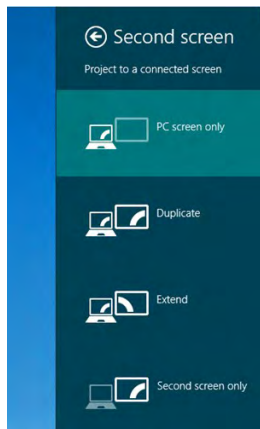 Second screen
Project to a connected screen
PC screen only
Duplicate
Extend
Second screen only